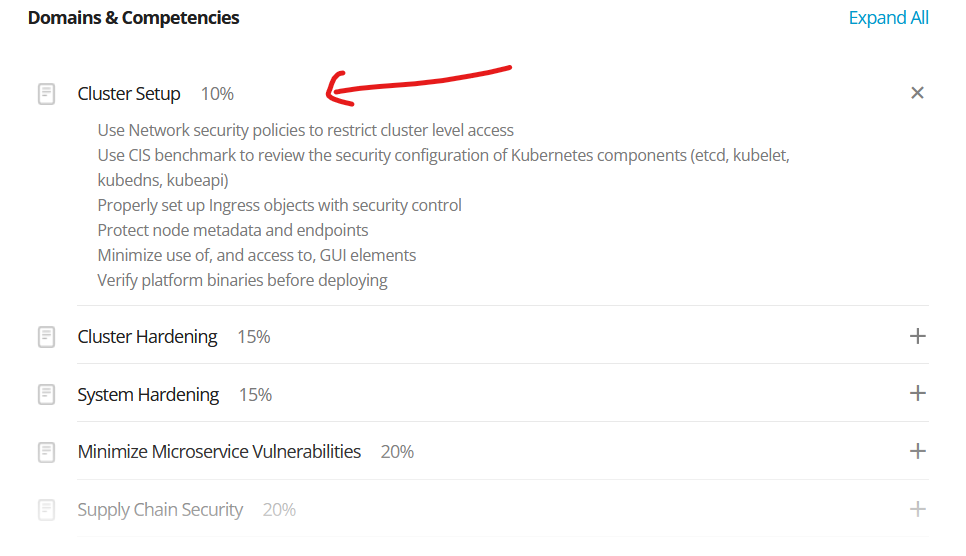 Domains & Competencies
Expand All
Cluster Setup 10%
Use Network security policies to restrict cluster level access
Use CIS benchmark to review the security configuration of Kubernetes components (etcd, kubelet,
kubedns, kubeapi)
Properly set up Ingress objects with security control
Protect node metadata and endpoints
Minimize use of, and access to, GUI elements
Verify platform binaries before deploying
Cluster Hardening 15%
System Hardening 15%
Minimize Microservice Vulnerabilities 20%
Supply Chain Security 20%